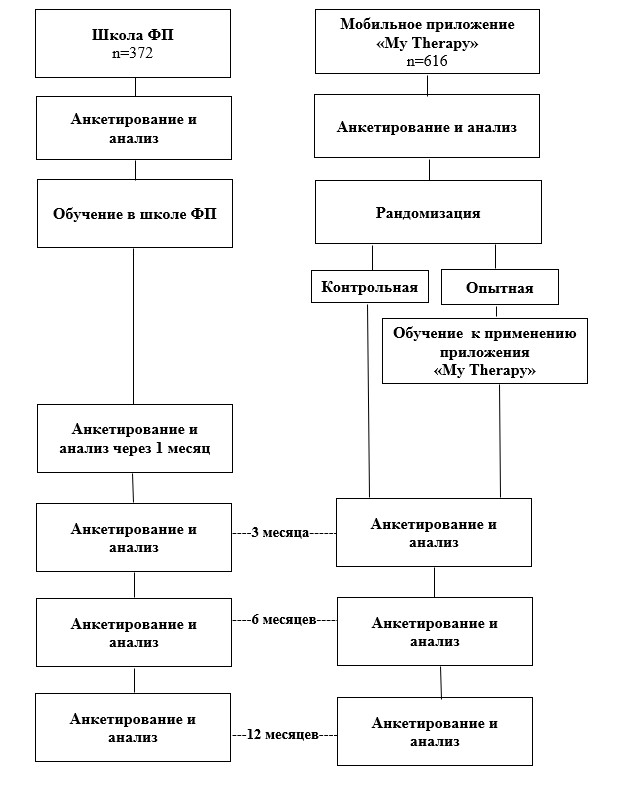 Школа ФП
n=372
Анкетирование и
анализ
Обучение в школе ФП
Анкетирование и
анализ через 1 месяц
Мобильное приложение
«My Therapy»
n=616
Анкетирование и анализ
Рандомизация
Контрольная
Опытная
Обучение к применению
приложения
«My Therapy»
Анкетирование и
анализ
----3 месяца-----
Анкетирование и
анализ
Анкетирование и
анализ
----6 месяцев----
Анкетирование и
анализ
Анкетирование и
анализ
---12 месяцев----
Анкетирование и
анализ